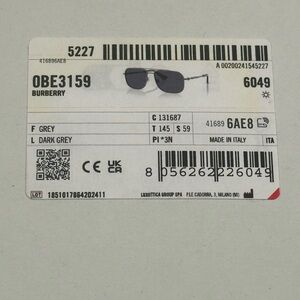 5227
416896AE8
A 00200241545227
0BE3159
6049
BURBERRY
C 131687
F GREY
T 145 S 59
41689 6AE8
L DARK GREY
PI *3N
MADE IN ITALY
ITA
CE UK CA
8 056262 226049
LOT 1851017864202411
LUXOTTICA GROUP SPA P.LE CADORNA, 3, MILANO (MI)